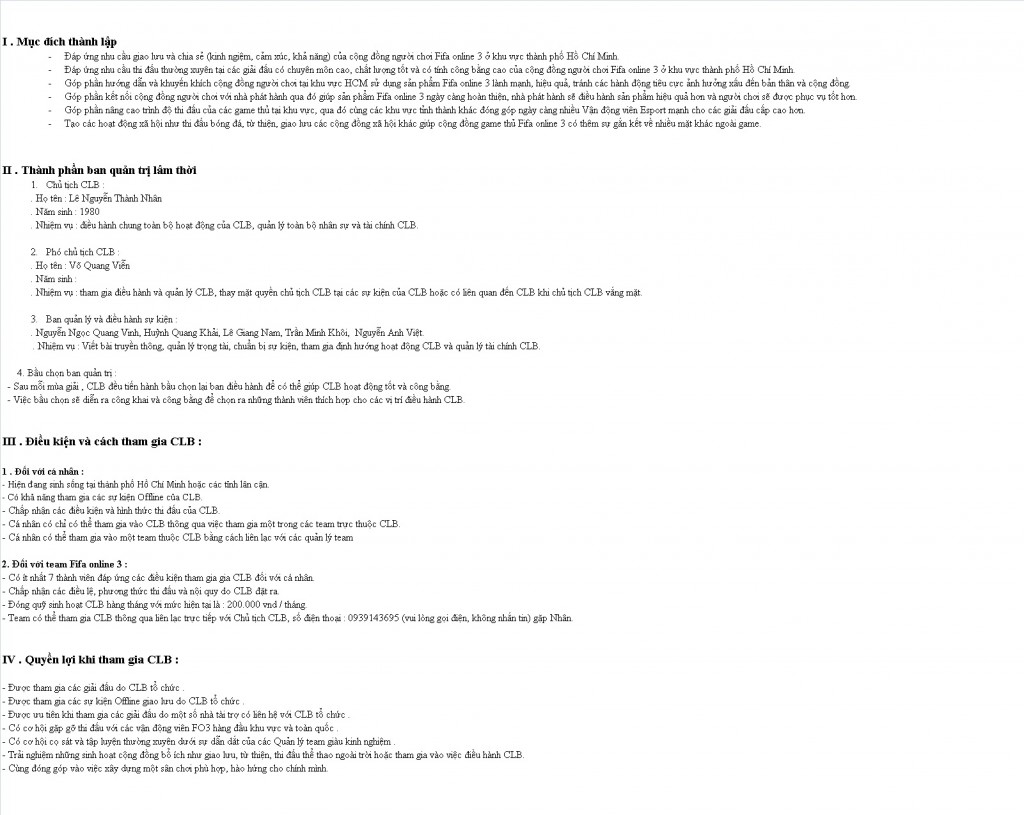 I . Mục đích thành lập
- Đáp ứng nhu cầu giao lưu và chia sẻ (kinh ngiệm, cảm xúc, khả năng) của cộng đồng người chơi Fifa online 3 ở khu vực thành phố Hồ Chí Minh.
- Đáp ứng nhu cầu thi đấu thường xuyên tại các giải đấu có chuyên môn cao, chất lượng tốt và có tính công bằng cao của cộng đồng người chơi Fifa online 3 ở khu vực thành phố Hồ Chí Minh.
- Góp phần hướng dẫn và khuyên khích cộng đồng người chơi tại khu vực HCM sử dụng sản phẩm Fifa online 3 lành mạnh, hiệu quả, tránh các hành động tiêu cực ảnh hưởng xấu đến bản thân và cộng đồng.
- Góp phần kết nối cộng đồng người chơi với nhà phát hành qua đó giúp sản phẩm Fifa online 3 ngày càng hoàn thiện, nhà phát hành sẽ điều hành sản phẩm hiệu quả hơn và người chơi sẽ được phục vụ tốt hơn.
- Góp phần nâng cao trình độ thi đấu của các game thủ tại khu vực, qua đó cùng các khu vực tỉnh thành khác đóng góp ngày càng nhiều Vận động viên Esport mạnh cho các giải đấu cấp cao hơn.
- Tạo các hoạt động xã hội như thi đấu bóng đá, từ thiện, giao lưu các cộng đồng xã hội khác giúp cộng đồng game thủ Fifa online 3 có thêm sự gắn kết về nhiều mặt khác ngoài game.
II . Thành phần ban quản trị lâm thời
1. Chủ tịch CLB :
. Họ tên : Lê Nguyễn Thành Nhân
. Năm sinh : 1980
. Nhiệm vụ : điều hành chung toàn bộ hoạt động của CLB, quản lý toàn bộ nhân sự và tài chính CLB.
2. Phó chủ tịch CLB :
. Họ tên : Võ Quang Viễn
. Năm sinh :
. Nhiệm vụ : tham gia điều hành và quản lý CLB, thay mặt quyền chủ tịch CLB tại các sự kiện của CLB hoặc có liên quan đến CLB khi chủ tịch CLB vắng mặt.
3. Ban quản lý và điều hành sự kiện :
. Nguyễn Ngọc Quang Vinh, Huỳnh Quang Khải, Lê Giang Nam, Trần Minh Khôi, Nguyễn Anh Việt.
. Nhiệm vụ : Viết bài truyền thông, quản lý trọng tài, chuẩn bị sự kiện, tham gia định hướng hoạt động CLB và quản lý tài chính CLB.
4. Bầu chọn ban quản trị :
- Sau mỗi mùa giải , CLB đều tiến hành bầu chọn lại ban điều hành để có thể giúp CLB hoạt động tốt và công bằng.
- Việc bầu chọn sẽ diễn ra công khai và công bằng để chọn ra những thành viên thích hợp cho các vị trí điều hành CLB.
III . Điều kiện và cách tham gia CLB :
1 . Đối với cá nhân :
- Hiện đang sinh sống tại thành phố Hồ Chí Minh hoặc các tỉnh lân cận.
- Có khả năng tham gia các sự kiện Offline của CLB.
- Chấp nhận các điều kiện và hình thức thi đấu của CLB.
- Cá nhân có chỉ có thể tham gia vào CLB thông qua việc tham gia một trong các team trực thuộc CLB.
- Cá nhân có thể tham gia vào một team thuộc CLB bằng cách liên lạc với các quản lý team
2. Đối với team Fifa online 3 :
- Có ít nhất 7 thành viên đáp ứng các điều kiện tham gia gia CLB đối với cá nhân.
- Chấp nhận các điều lệ, phương thức thi đấu và nội quy do CLB đặt ra.
- Đóng quỹ sinh hoạt CLB hàng tháng với mức hiện tại là : 200.000 vnd / tháng.
- Team có thể tham gia CLB thông qua liên lạc trực tiếp với Chủ tịch CLB, số điện thoại : 0939143695 (vui lòng gọi điện, không nhắn tin) gặp Nhân.
IV . Quyền lợi khi tham gia CLB :
- Được tham gia các giải đấu do CLB tổ chức .
- Được tham gia các sự kiện Offline giao lưu do CLB tổ chức .
- Được ưu tiên khi tham gia các giải đấu do một số nhà tài trợ có liên hệ với CLB tổ chức .
- Có cơ hội gặp gỡ thi đấu với các vận động viên FO3 hàng đầu khu vực và toàn quốc .
- Có cơ hội cọ sát và tập luyện thường xuyên dưới sự dẫn dắt của các Quản lý team giàu kinh nghiệm .
- Trải nghiệm những sinh hoạt cộng đồng bổ ích như giao lưu, từ thiện, thi đấu thể thao ngoài trời hoặc tham gia vào việc điều hành CLB.
- Cùng đóng góp vào việc xây dựng một sân chơi phù hợp, hào hứng cho chính mình.